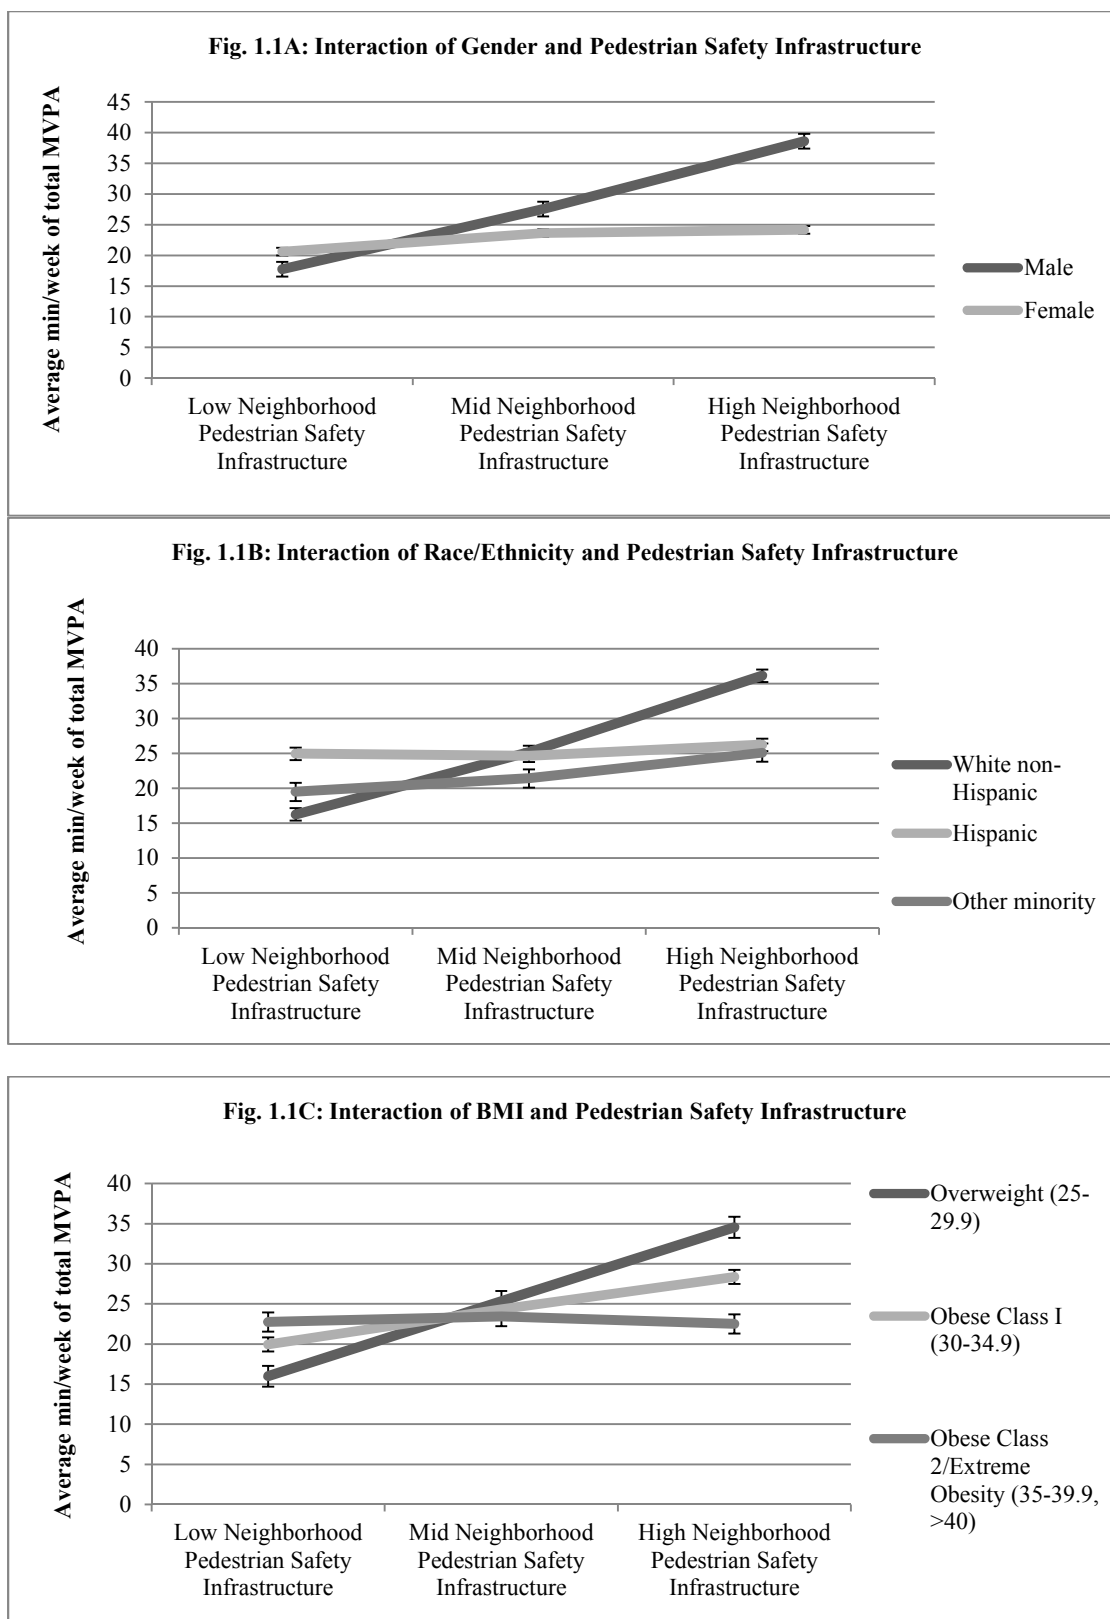 Fig. 1.1A: Interaction of Gender and Pedestrian Safety Infrastructure
Average min/week of total MVPA
45
40
35
30
25
20
15
10
5
0
Low Neighborhood
Pedestrian Safety
Infrastructure
Mid Neighborhood
Pedestrian Safety
Infrastructure
High Neighborhood
Pedestrian Safety
Infrastructure
Male
Female
Fig. 1.1B: Interaction of Race/Ethnicity and Pedestrian Safety Infrastructure
Average min/week of total MVPA
40
35
30
25
20
15
10
5
0
Low Neighborhood
Pedestrian Safety
Infrastructure
Mid Neighborhood
Pedestrian Safety
Infrastructure
High Neighborhood
Pedestrian Safety
Infrastructure
White non-
Hispanic
Hispanic
Other minority
Fig. 1.1C: Interaction of BMI and Pedestrian Safety Infrastructure
Average min/week of total MVPA
40
35
30
25
20
15
10
5
0
Low Neighborhood
Pedestrian Safety
Infrastructure
Mid Neighborhood
Pedestrian Safety
Infrastructure
High Neighborhood
Pedestrian Safety
Infrastructure
Overweight (25-
29.9)
Obese Class I
(30-34.9)
Obese Class
2/Extreme
Obesity (35-39.9,
>40)